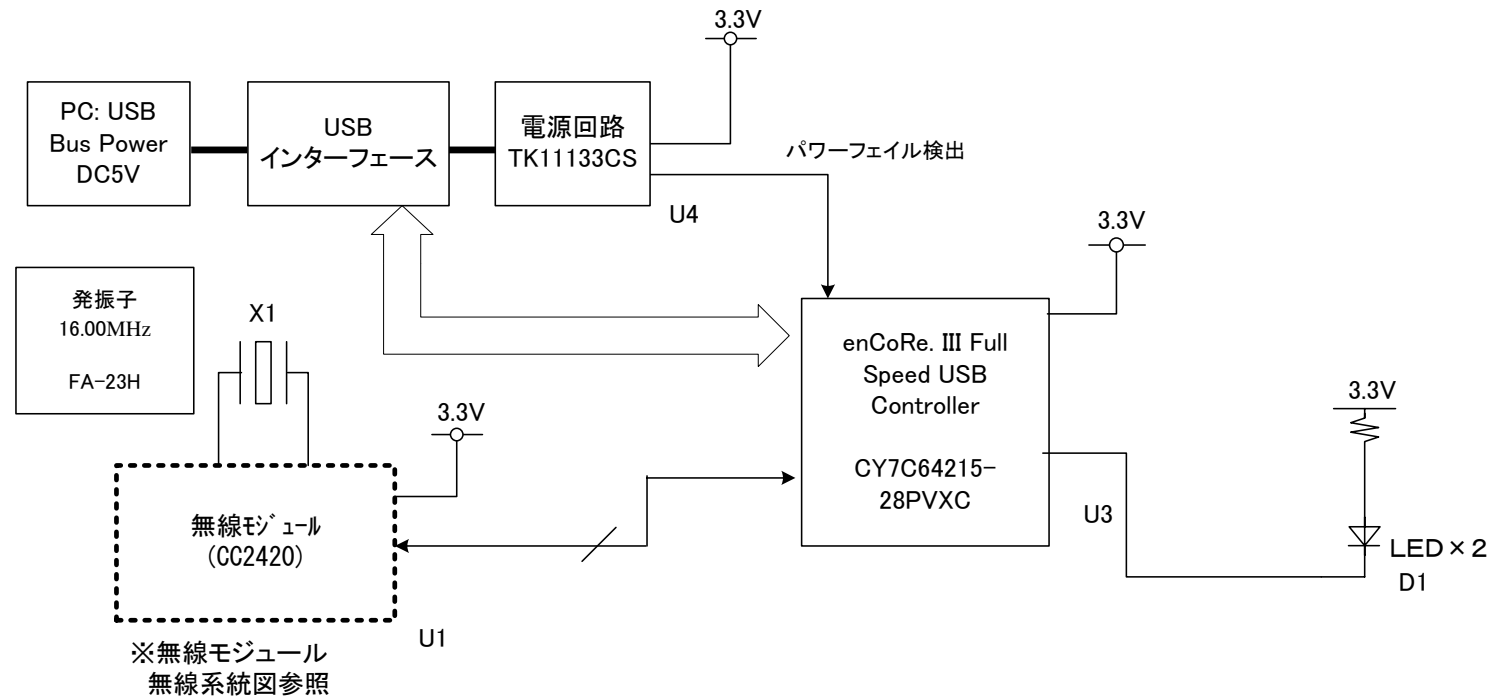 3.3V
PC: USB
Bus Power
DC5V
USB
インターフェース
電源回路
TK11133CS
パワーフェイル検出
U4
3.3V
発振子
16.00MHz
FA-23H
X1
enCoRe. III Full
Speed USB
Controller
CY7C64215-
28PVXC
3.3V
3.3V
無線ﾓｼﾞｭｰﾙ
(CC2420)
U3
LED×2
D1
U1
※無線モジュール
無線系統図参照